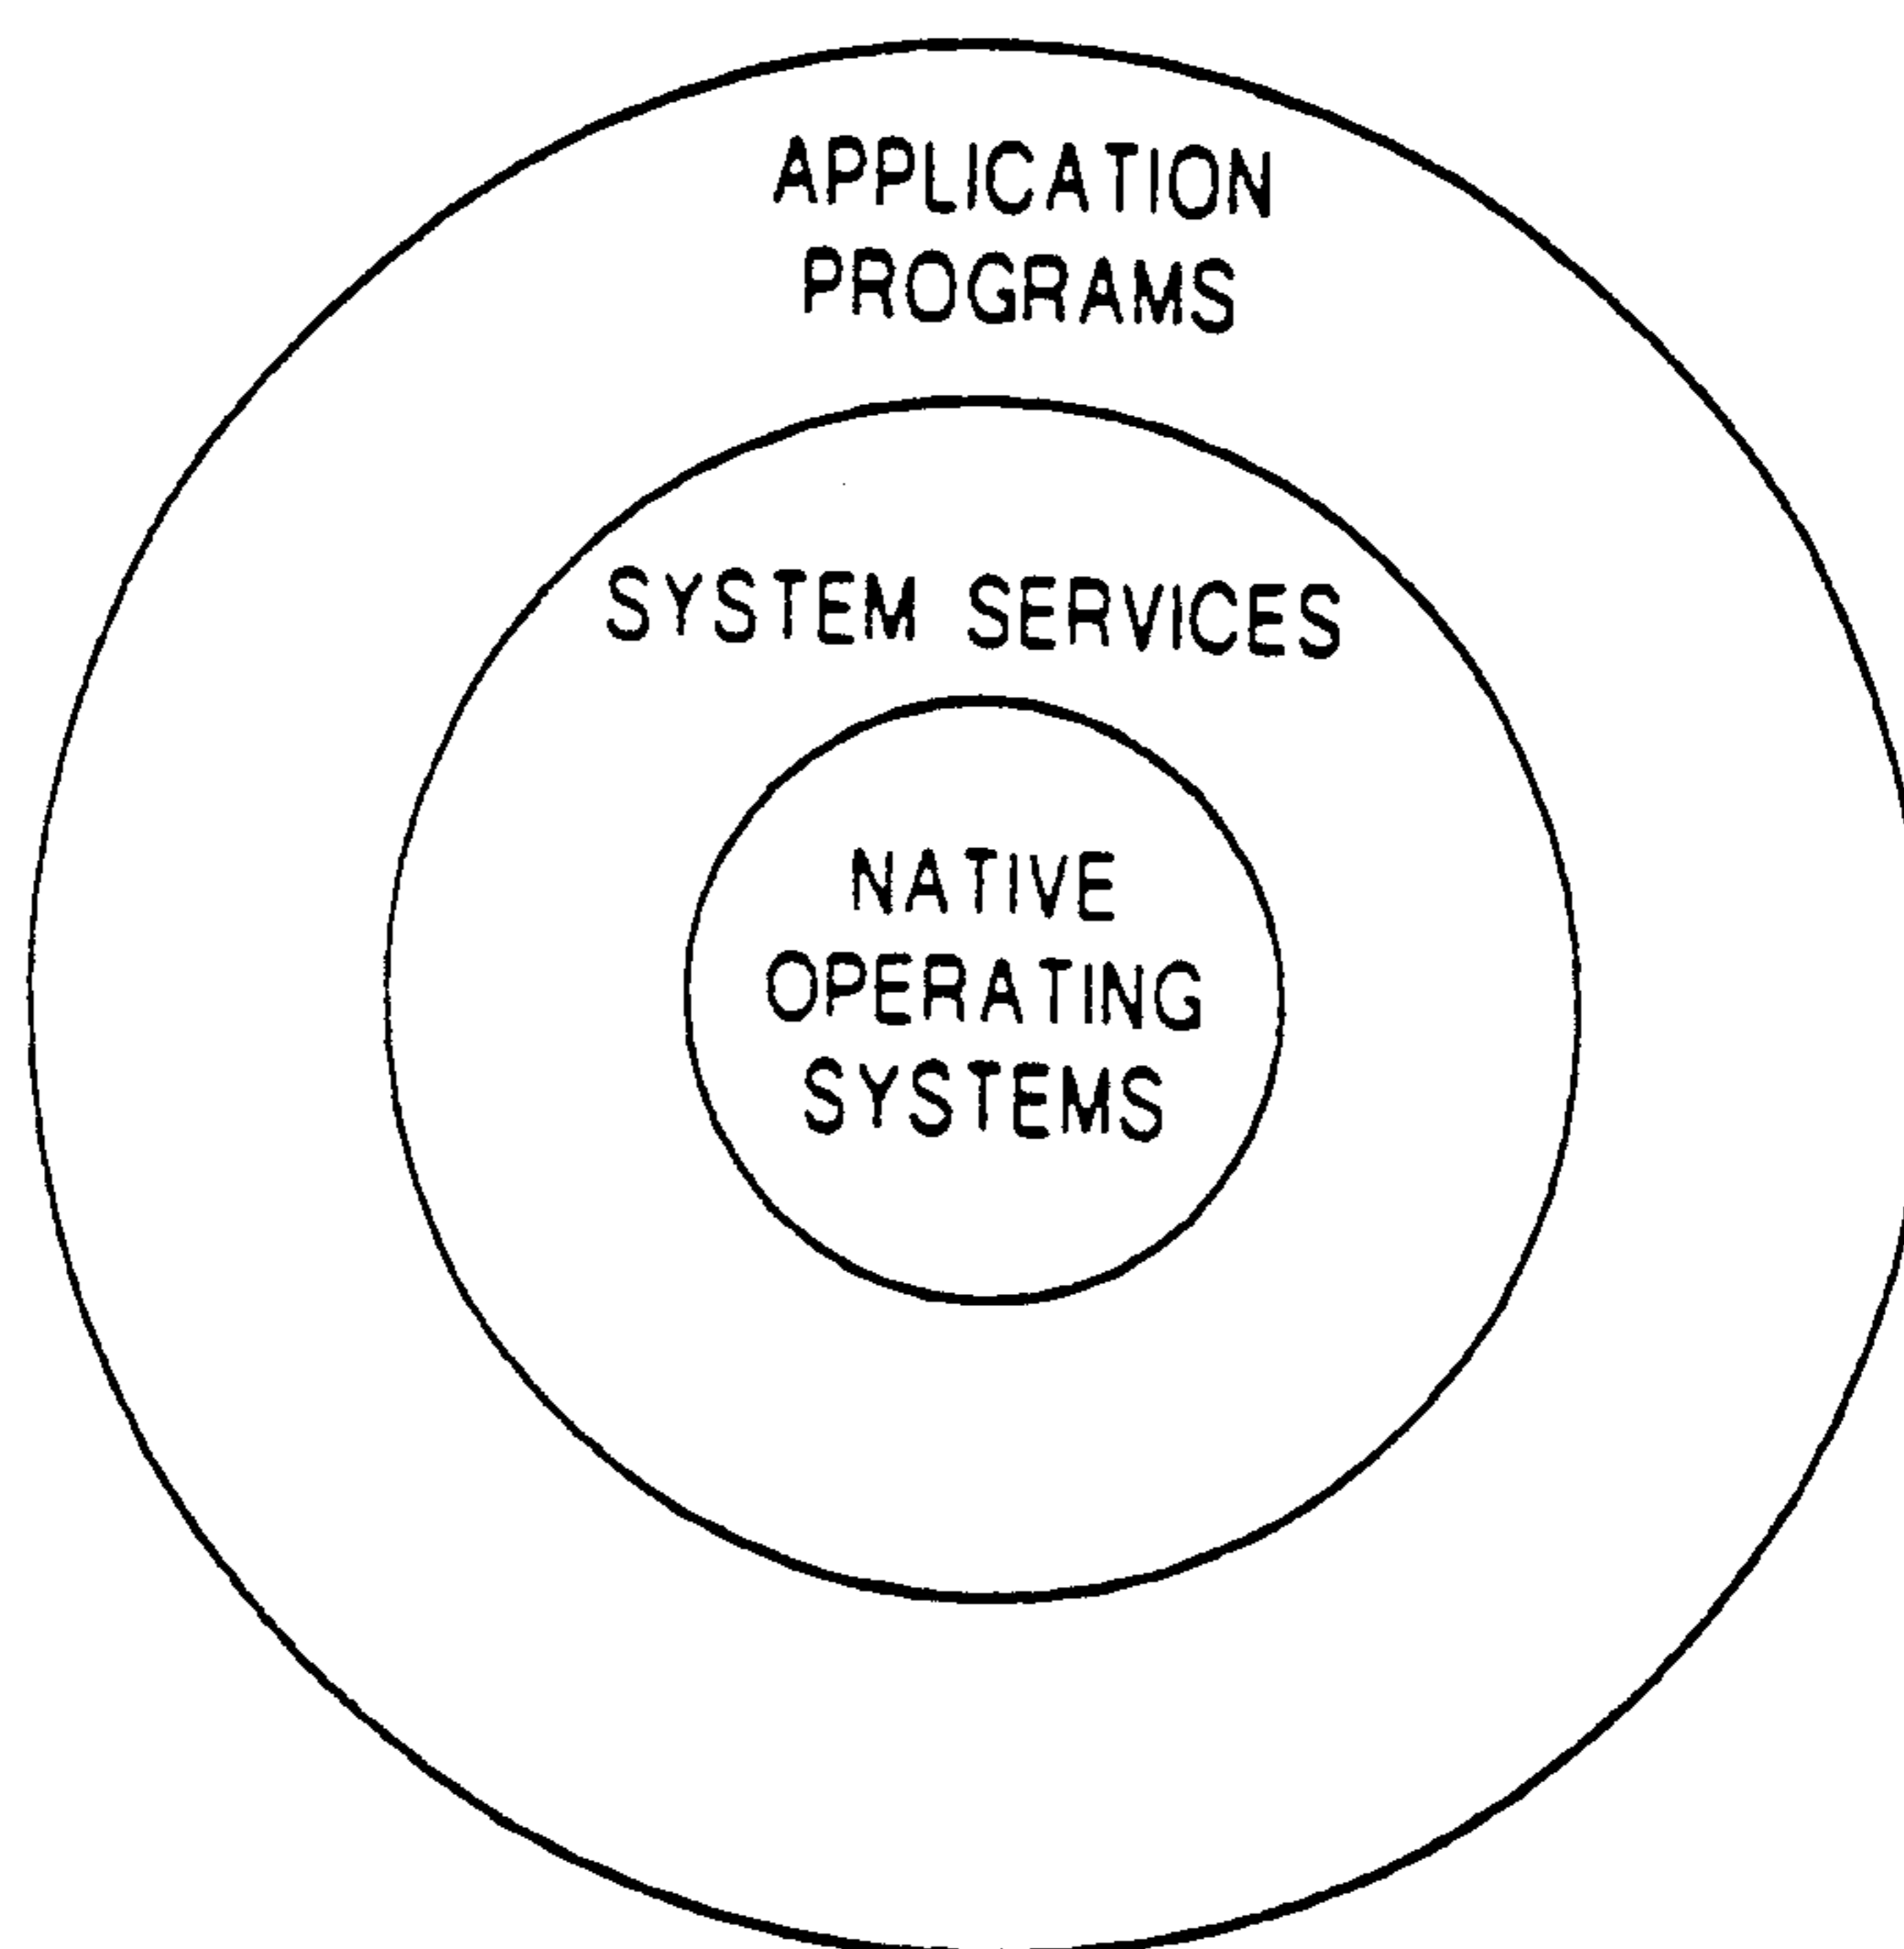 APPLICATION
PROGRAMS
SYSTEM SERVICES
NATIVE
OPERATING
SYSTEMS